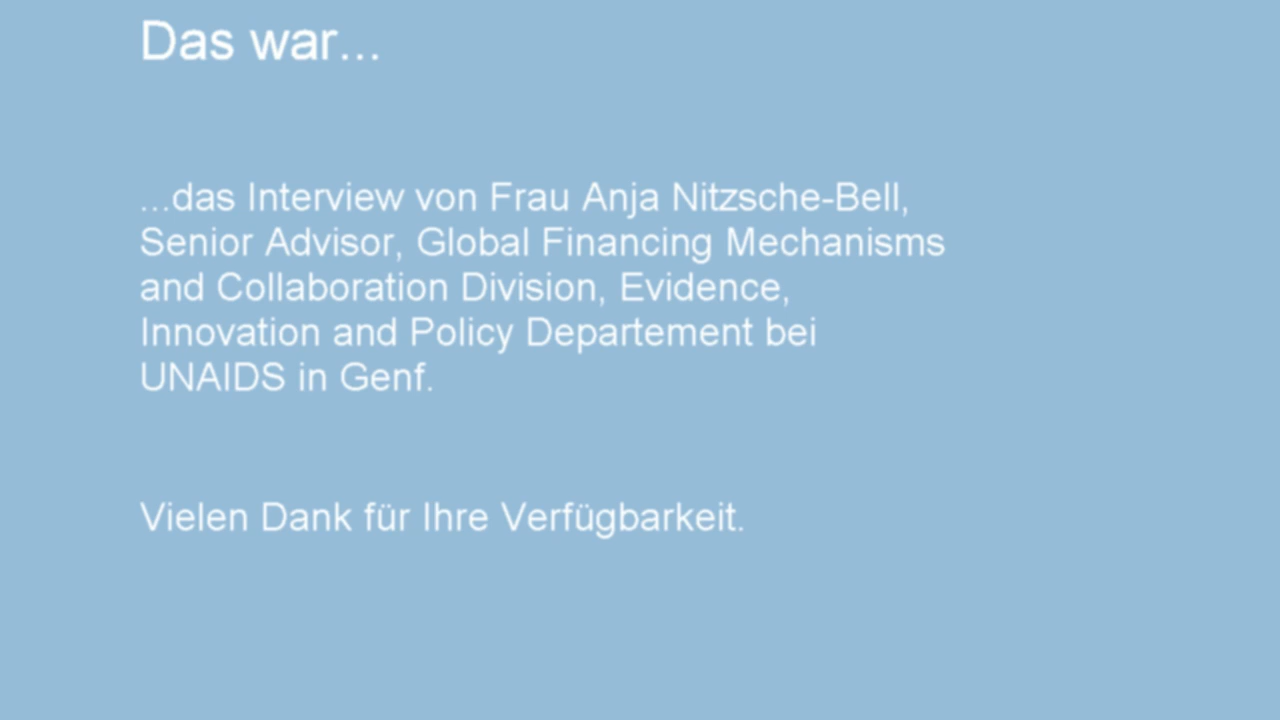 Das war...
...das Interview von Frau Anja Nitzsche-Bell,
Senior Advisor, Global Financing Mechanisms
and Collaboration Division, Evidence,
Innovation and Policy Departement bei
UNAIDS in Genf.
Vielen Dank für Ihre Verfügbarkeit.